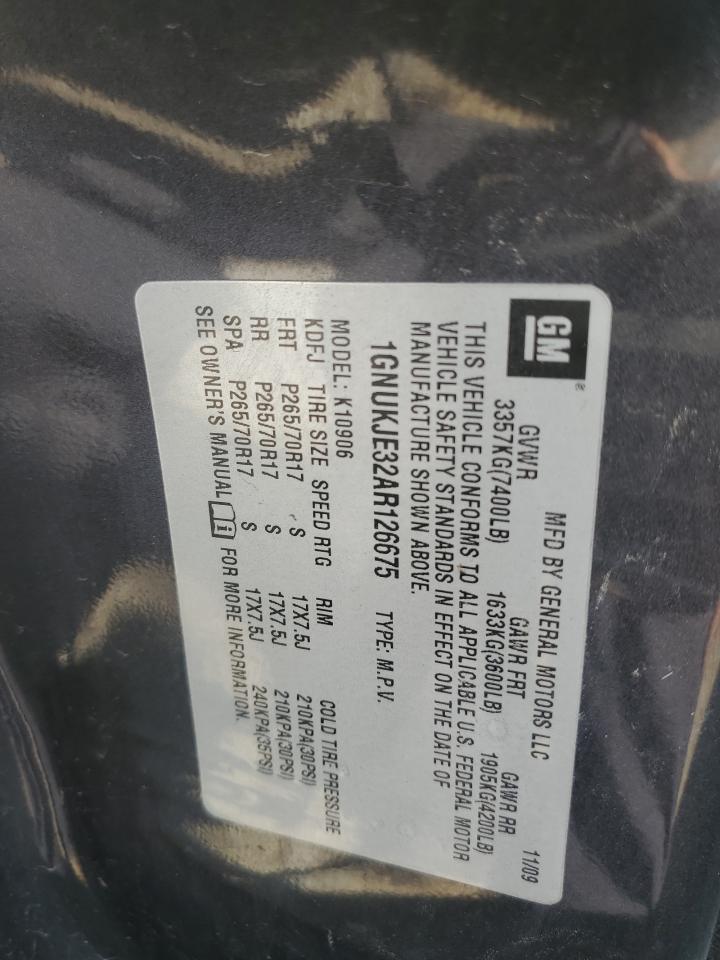 GM ® MFD BY GENERAL MOTORS LLC 11/09
GVWR GAWR FRT GAWR RR
3357KG(7400LB) 1633KG(3600LB) 1905KG(4200LB)
THIS VEHICLE CONFORMS TO ALL APPLICABLE U.S. FEDERAL MOTOR
VEHICLE SAFETY STANDARDS IN EFFECT ON THE DATE OF
MANUFACTURE SHOWN ABOVE.
1GNUKJE32AR126675 TYPE: M.P.V.
MODEL: K10906
KDFJ TIRE SIZE SPEED RTG RIM COLD TIRE PRESSURE
FRT P265/70R17 S 17X7.5J 210KPA(30PSI)
RR P265/70R17 S 17X7.5J 210KPA(30PSI)
SPA P265/70R17 S 17X7.5J 240KPA(35PSI)
SEE OWNER'S MANUAL i FOR MORE INFORMATION.